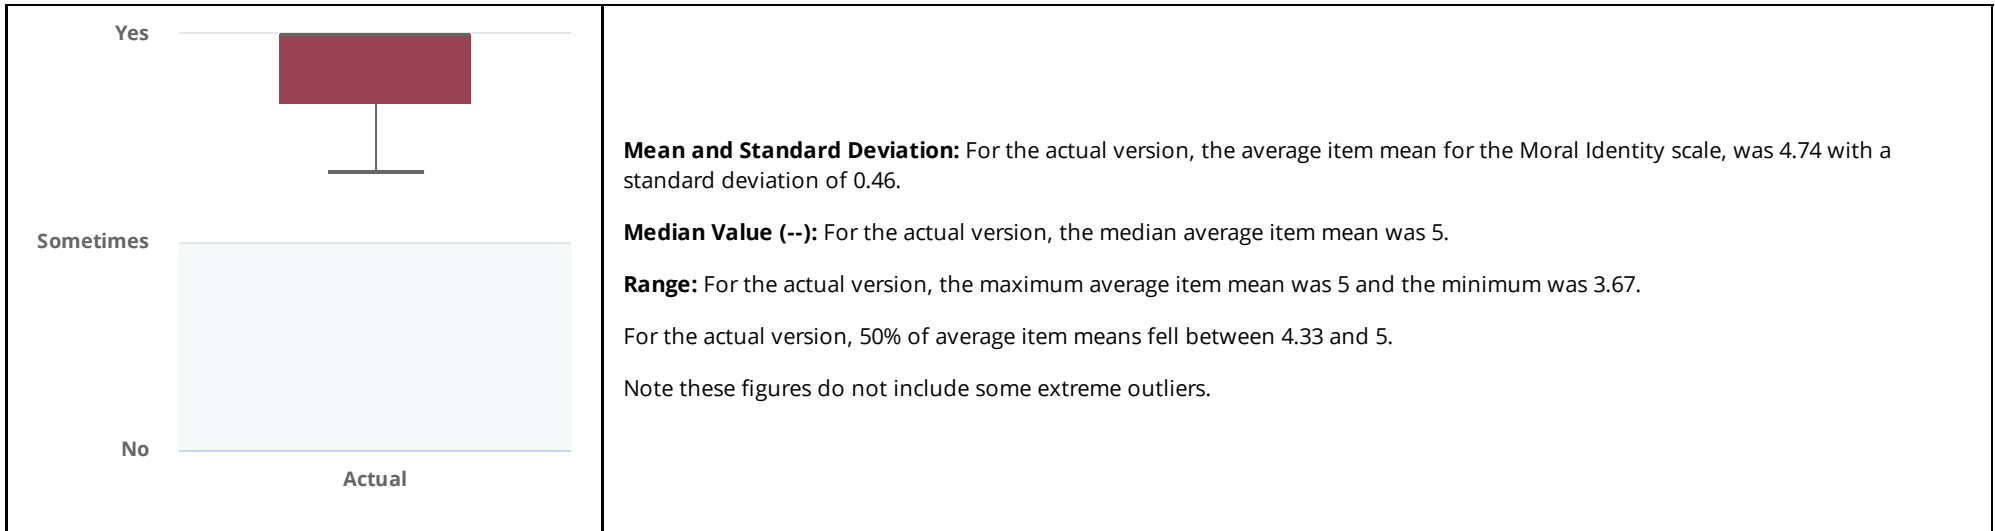 Yes
Sometimes
No
Actual
Mean and Standard Deviation: For the actual version, the average item mean for the Moral Identity scale, was 4.74 with a
standard deviation of 0.46.
Median Value (--): For the actual version, the median average item mean was 5.
Range: For the actual version, the maximum average item mean was 5 and the minimum was 3.67.
For the actual version, 50% of average item means fell between 4.33 and 5.
Note these figures do not include some extreme outliers.